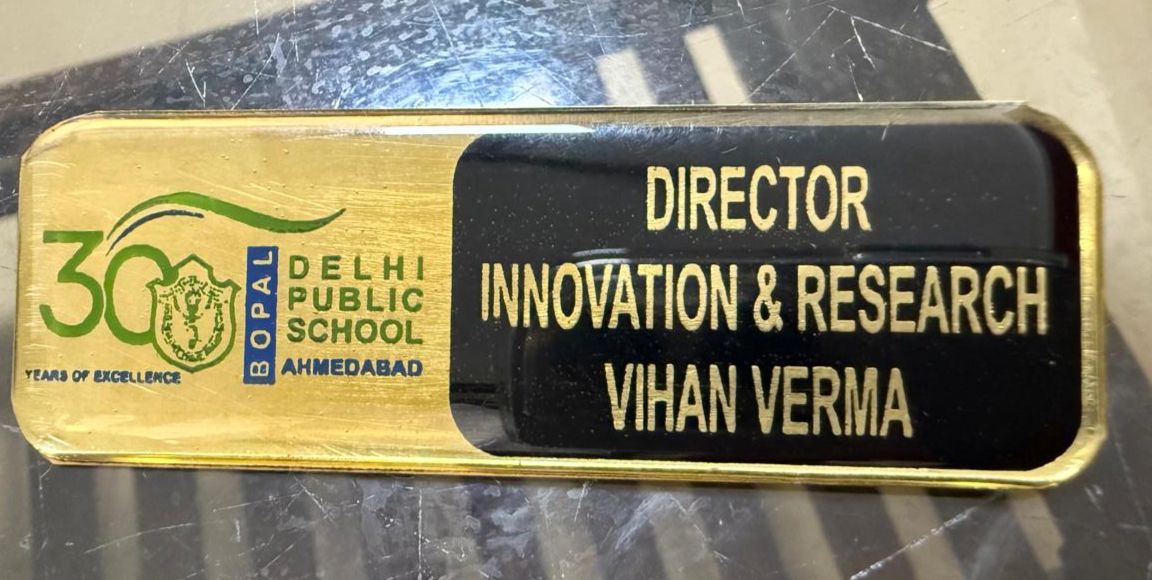 30
YEARS OF EXCELLENCE
BOPAL
DELHI
PUBLIC
SCHOOL
AHMEDABAD
DIRECTOR
INNOVATION & RESEARCH
VIHAN VERMA